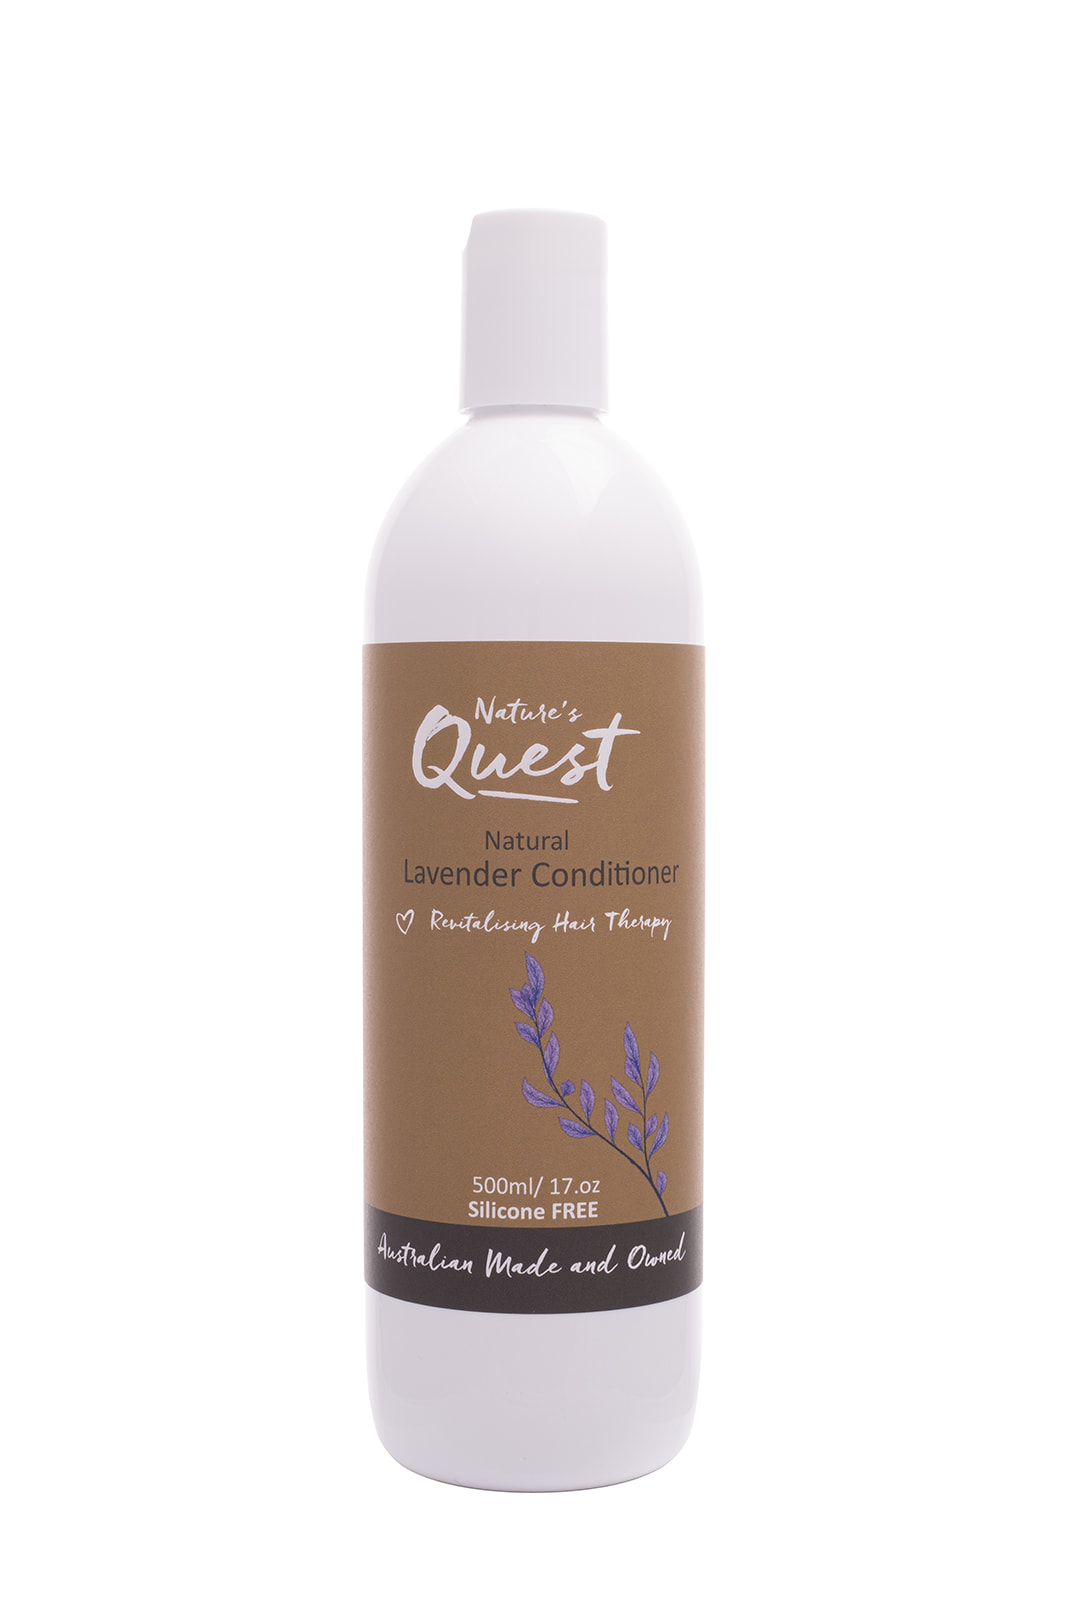 Nature's
Quest
Natural
Lavender Conditioner
Revitalising Hair Therapy
500ml/ 17.oz
Silicone FREE
Australian Made and Owned